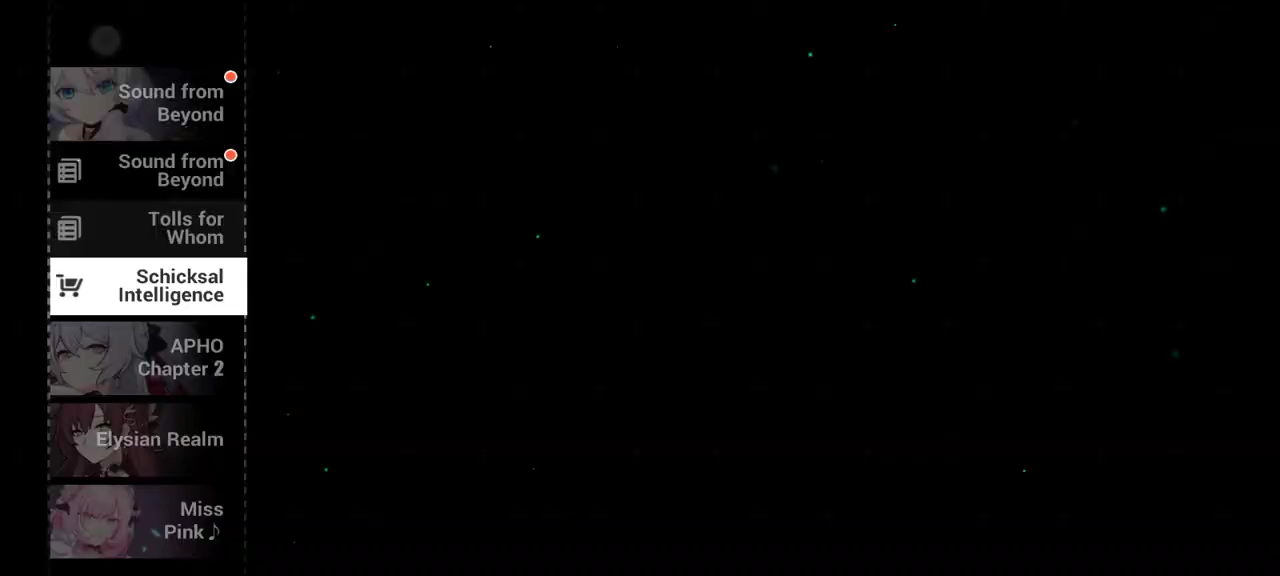 Sound from
Beyond
Sound from
Beyond
Tolls for
Whom
Schicksal
Intelligence
APHO
Chapter 2
Elysian Realm
Miss
Pink♪